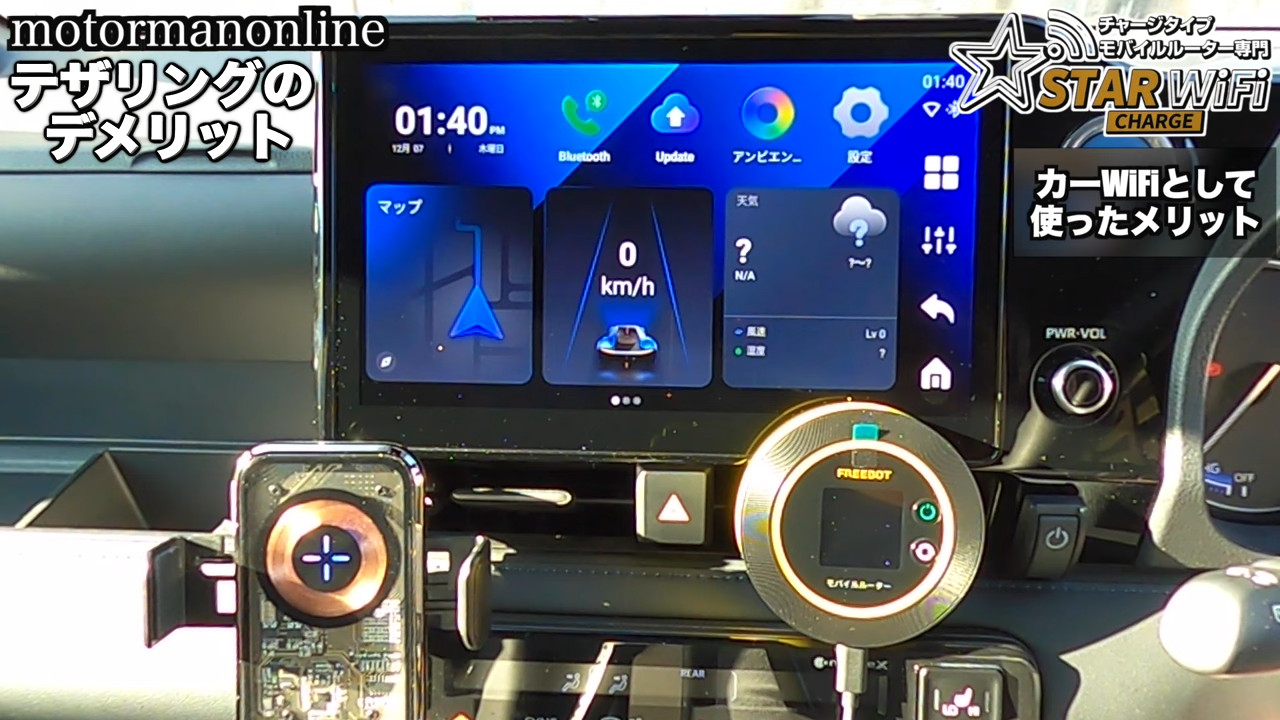 motormanonline
テザリングの
デメリット
チャージタイプ
モバイルルーター専門
STAR WiFi
CHARGE
カーWiFiとして
使ったメリット
01:40
01:40 PM
12月 07
水曜日
Bluetooth
Update
アンビエン...
設定
マップ
0
km/h
天気
?
N/A
?
?~?
風速
Lv 0
湿度
?
PWR·VOL
FREEBOT
モバイルルーター
OFF
REAR